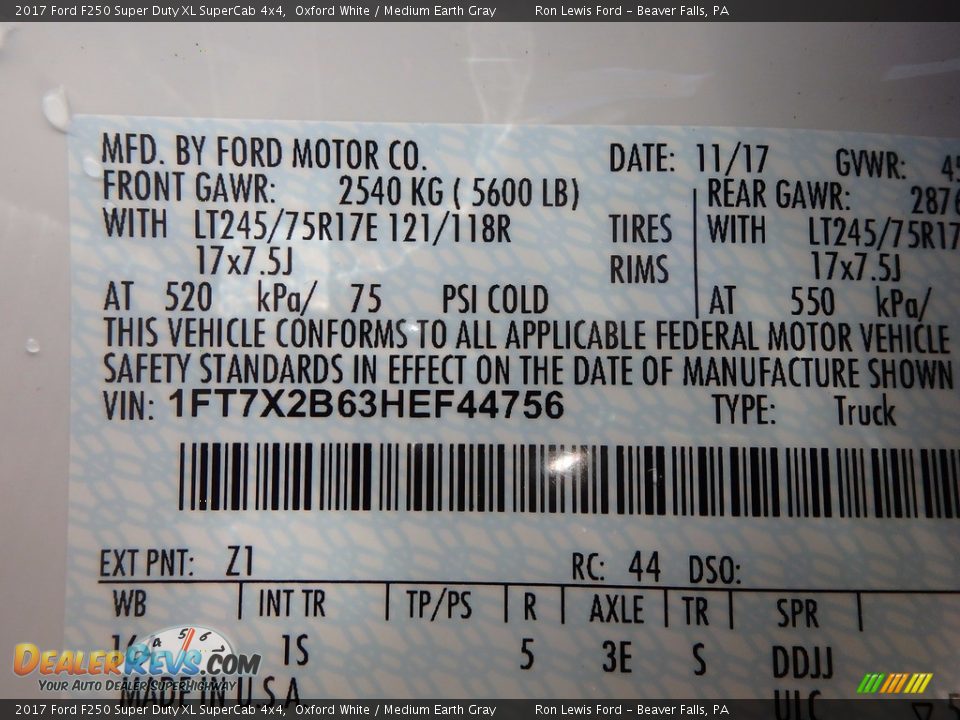 2017 Ford F250 Super Duty XL SuperCab 4x4, Oxford White / Medium Earth Gray Ron Lewis Ford - Beaver Falls, PA
MFD. BY FORD MOTOR CO. DATE: 11/17 GVWR:
FRONT GAWR: 2540 KG ( 5600 LB) REAR GAWR: 2876
WITH LT245/75R17E 121/118R TIRES WITH LT245/75R17
17x7.5J RIMS 17x7.5J
AT 520 kPa/ 75 PSI COLD AT 550 kPa/
THIS VEHICLE CONFORMS TO ALL APPLICABLE FEDERAL MOTOR VEHICLE
SAFETY STANDARDS IN EFFECT ON THE DATE OF MANUFACTURE SHOWN
VIN: 1FT7X2B63HEF44756 TYPE: Truck
EXT PNT: Z1 RC: 44 DSO:
WB INT TR TP/PS R AXLE TR SPR
1S 5 3E S DDJJ
DealerRevs.com
Your Auto Dealer SuperHighway
MADE IN U.S.A.
2017 Ford F250 Super Duty XL SuperCab 4x4, Oxford White / Medium Earth Gray Ron Lewis Ford - Beaver Falls, PA